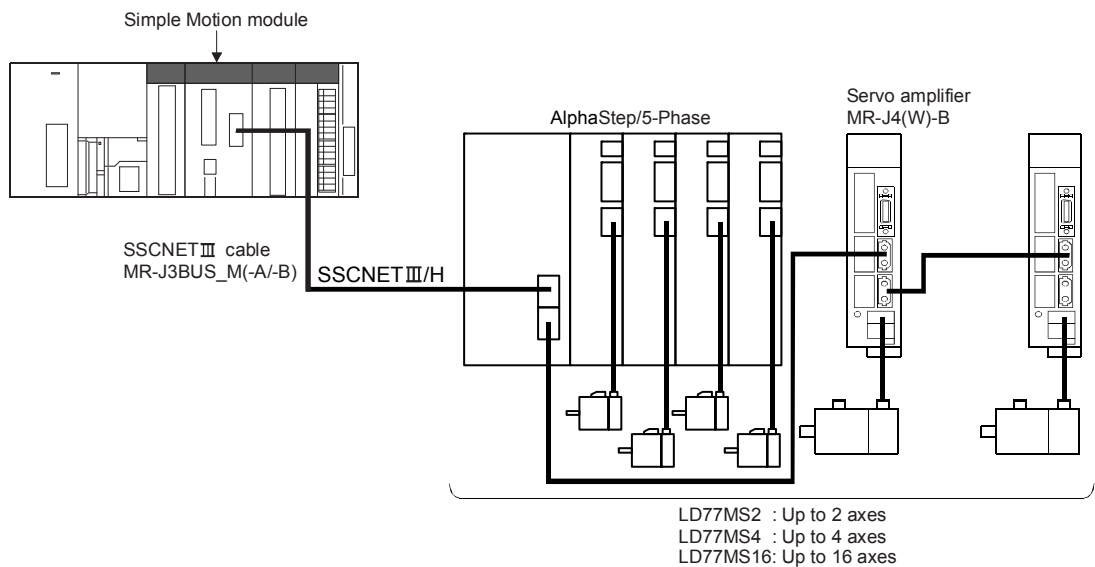 Simple Motion module
AlphaStep/5-Phase
Servo amplifier
MR-J4(W)-B
SSCNETⅢ cable
MR-J3BUS_M(-A/-B)
SSCNETⅢ/H
LD77MS2 : Up to 2 axes
LD77MS4 : Up to 4 axes
LD77MS16: Up to 16 axes